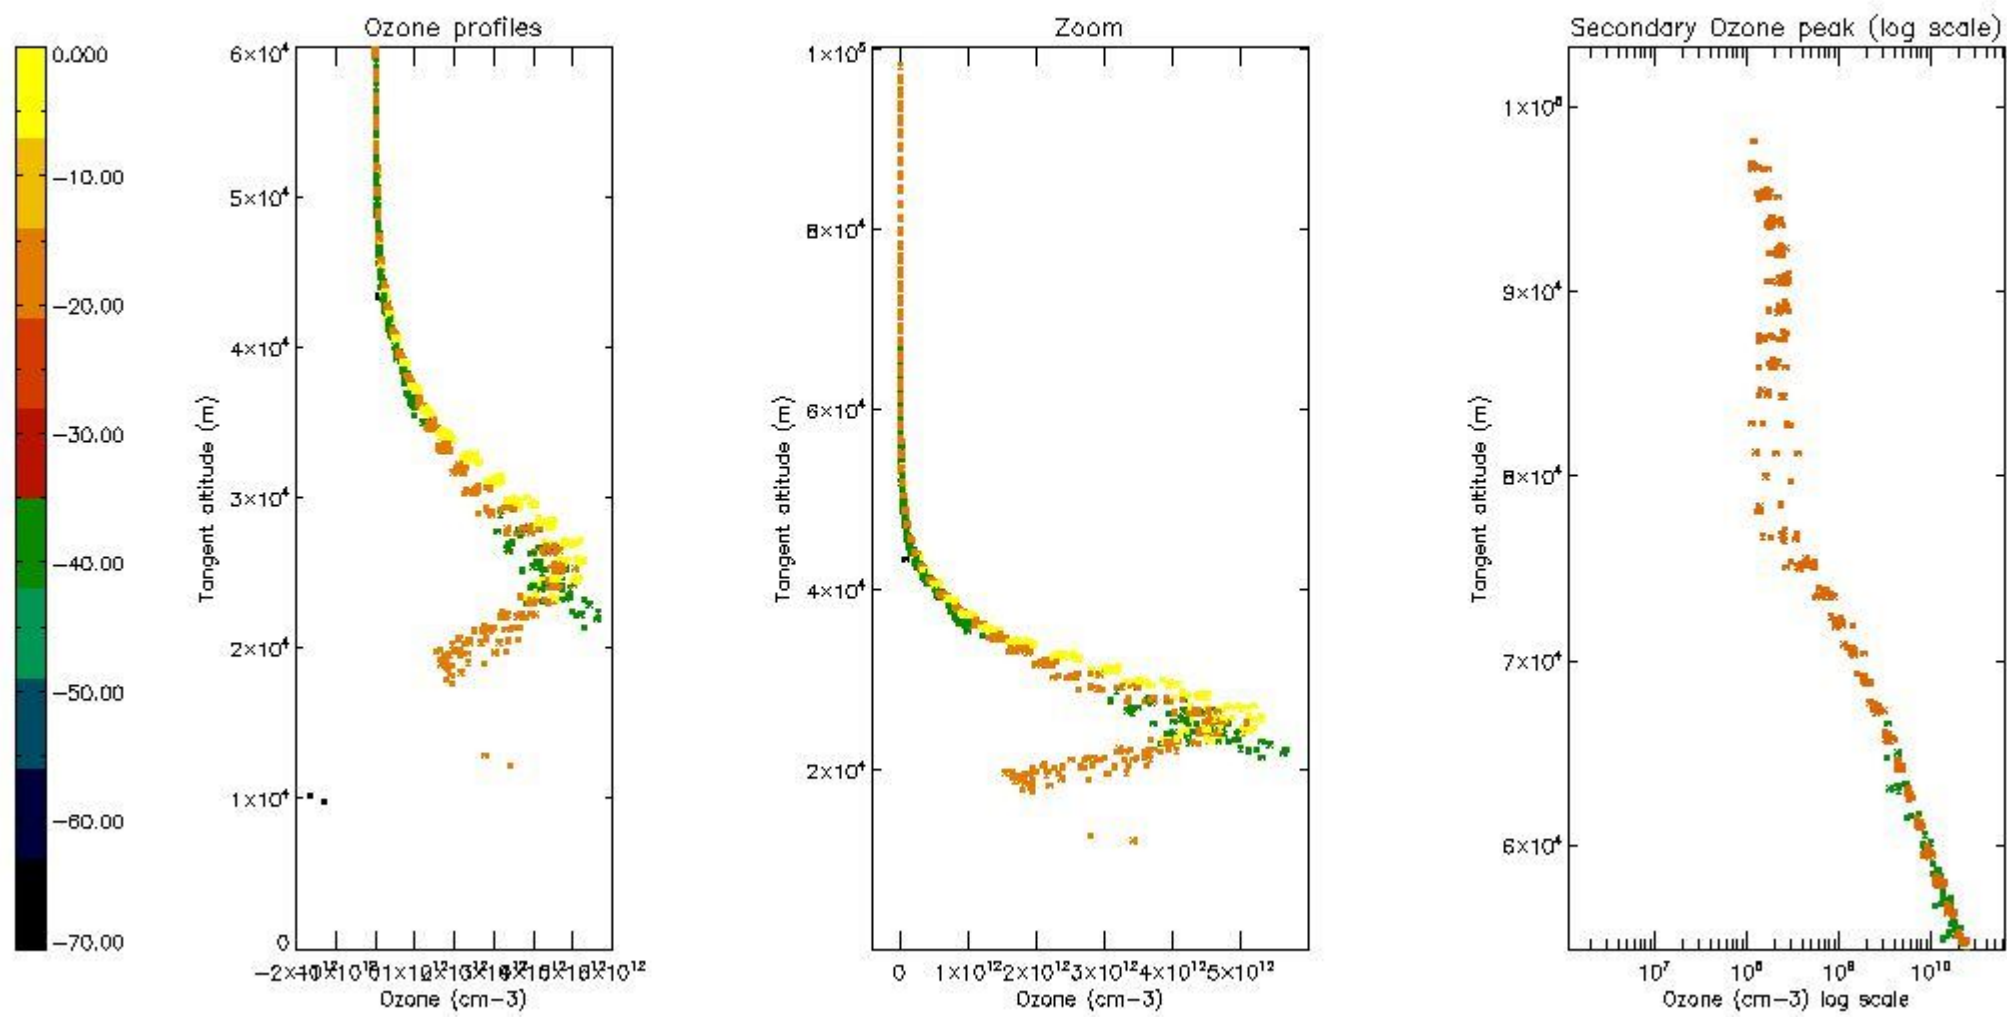 Ozone profiles
Zoom
Secondary Ozone peak (log scale)
0.000
−10.00
−20.00
−30.00
−40.00
−50.00
−60.00
−70.00
6×10⁴
5×10⁴
4×10⁴
3×10⁴
2×10⁴
1×10⁴
0
Tangent altitude (m)
Ozone (cm−3)
1×10⁵
8×10⁴
6×10⁴
4×10⁴
2×10⁴
Tangent altitude (m)
0 1×10¹² 2×10¹² 3×10¹² 4×10¹² 5×10¹²
Ozone (cm−3)
9×10⁴
8×10⁴
7×10⁴
6×10⁴
Tangent altitude (m)
10⁷ 10⁹ 10¹⁰
Ozone (cm−3) log scale